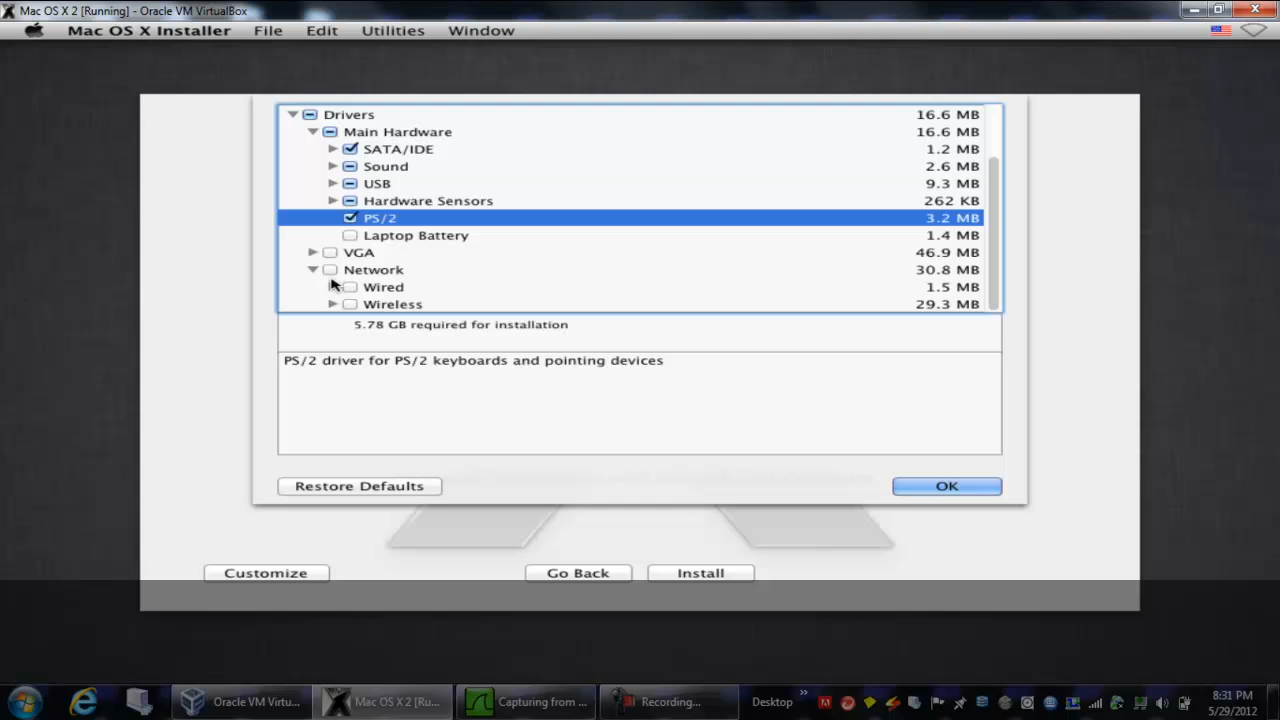 Mac OS X 2 [Running] - Oracle VM VirtualBox
Mac OS X Installer File Edit Utilities Window
Drivers 16.6 MB
Main Hardware 16.6 MB
SATA/IDE 1.2 MB
Sound 2.6 MB
USB 9.3 MB
Hardware Sensors 262 KB
PS/2 3.2 MB
Laptop Battery 1.4 MB
VGA 46.9 MB
Network 30.8 MB
Wired 1.5 MB
Wireless 29.3 MB
5.78 GB required for installation
PS/2 driver for PS/2 keyboards and pointing devices
Restore Defaults OK
Customize Go Back Install
Oracle VM Virtu... Mac OS X 2 [Ru... Capturing from ... Recording... Desktop » 8:31 PM
5/29/2012